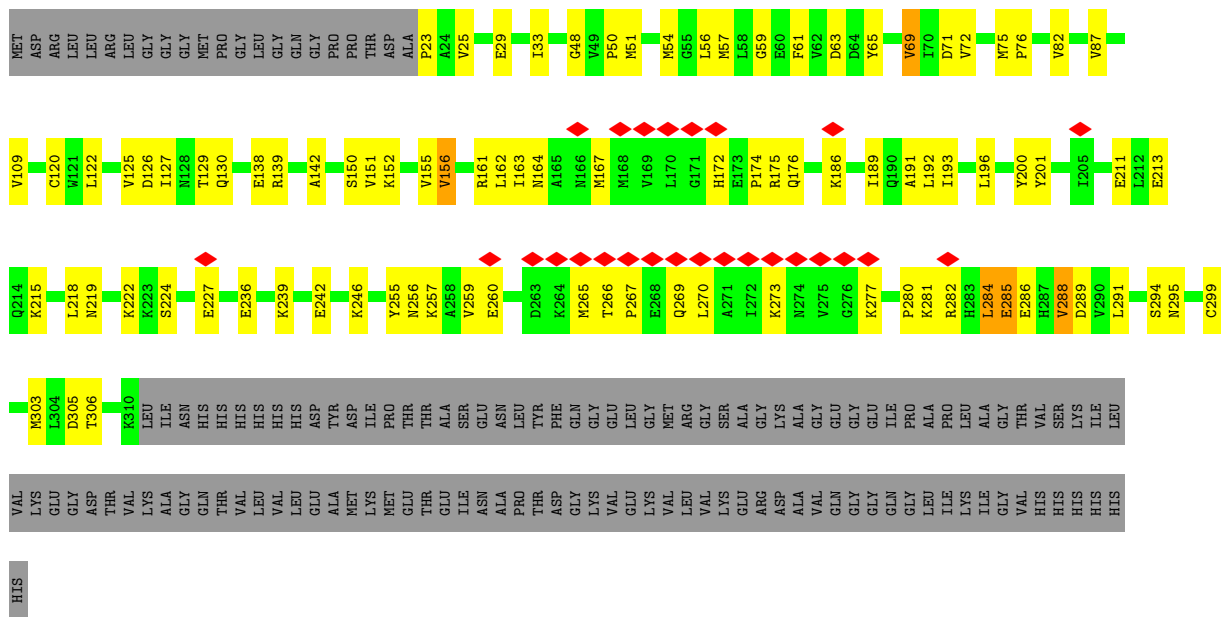 MET ASP ARG LEU LEU ARG LEU GLY GLY GLY MET PRO GLY LEU GLY GLN GLY PRO PRO THR ASP ALA P23 A24 V25 E29 I33 G48 V49 P50 M51 M54 G55 L56 M57 L58 G59 E60 F61 V62 D63 D64 Y65 V69 I70 D71 V72 M75 P76 V82 V87
V109 C120 W121 L122 V125 D126 I127 N128 T129 Q130 E138 R139 A142 S150 V151 K152 V155 V156 R161 L162 I163 N164 A165 N166 M167 M168 V169 L170 G171 H172 E173 P174 R175 Q176 K186 I189 Q190 A191 L192 I193 L196 Y200 Y201 I205 E211 L212 E213
Q214 K215 L218 N219 K222 K223 S224 E227 E236 K239 E242 K246 Y255 N256 K257 A258 V259 E260 D263 K264 M265 T266 P267 E268 Q269 L270 A271 I272 K273 N274 V275 G276 K277 P280 K281 R282 H283 L284 E285 E286 H287 V288 D289 V290 L291 S294 N295 C299
M303 L304 D305 T306 K310 LEU ILE ASN HIS HIS HIS HIS HIS HIS ASP TYR ASP ILE PRO THR THR ALA SER GLU ASN LEU TYR PHE GLN GLY GLU LEU GLY MET ARG GLY SER ALA GLY LYS ALA GLY GLU GLY GLU ILE PRO ALA PRO LEU ALA GLY THR VAL SER LYS ILE LEU
VAL LYS GLU GLY ASP THR VAL LYS ALA GLY GLN THR VAL LEU VAL LEU GLU ALA MET LYS MET GLU THR GLU ILE ASN ALA PRO THR ASP GLY LYS VAL GLU LYS VAL LEU VAL LYS GLU ARG ASP ALA VAL GLN GLY GLY GLN GLY LEU ILE LYS ILE GLY VAL HIS HIS HIS HIS HIS
HIS